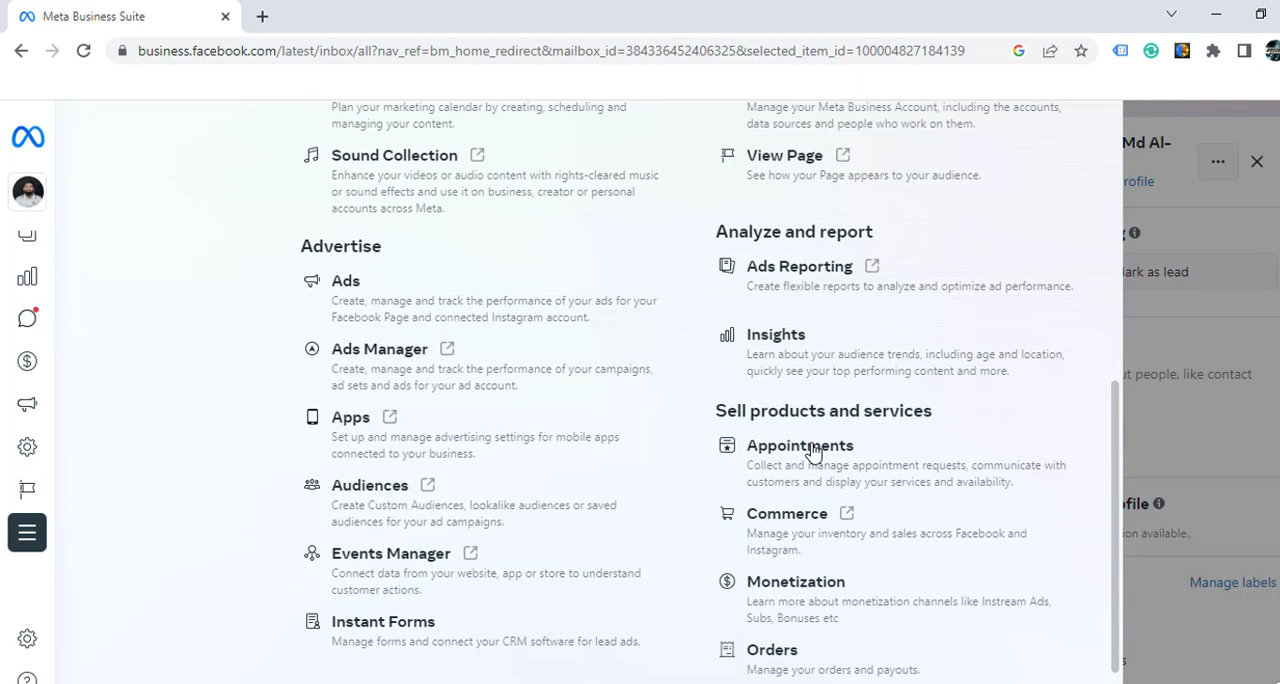 Meta Business Suite
business.facebook.com/latest/inbox/all?nav_ref=bm_home_redirect&mailbox_id=384336452406325&selected_item_id=100004827184139
Plan your marketing calendar by creating, scheduling and
managing your content.
Sound Collection
Enhance your videos or audio content with rights-cleared music
or sound effects and use it on business, creator or personal
accounts across Meta.
Advertise
Ads
Create, manage and track the performance of your ads for your
Facebook Page and connected Instagram account.
Ads Manager
Create, manage and track the performance of your campaigns,
ad sets and ads for your ad account.
Apps
Set up and manage advertising settings for mobile apps
connected to your business.
Audiences
Create Custom Audiences, lookalike audiences or saved
audiences for your ad campaigns.
Events Manager
Connect data from your website, app or store to understand
customer actions.
Instant Forms
Manage forms and connect your CRM software for lead ads.
Manage your Meta Business Account, including the accounts,
data sources and people who work on them.
View Page
See how your Page appears to your audience.
Analyze and report
Ads Reporting
Create flexible reports to analyze and optimize ad performance.
Insights
Learn about your audience trends, including age and location,
quickly see your top performing content and more.
Sell products and services
Appointments
Collect and manage appointment requests, communicate with
customers and display your services and availability.
Commerce
Manage your inventory and sales across Facebook and
Instagram.
Monetization
Learn more about monetization channels like Instream Ads,
Subs, Bonuses etc
Orders
Manage your orders and payouts.
Md Al-
rofile
g
lark as lead
ut people, like contact
ofile
ion available.
Manage labels